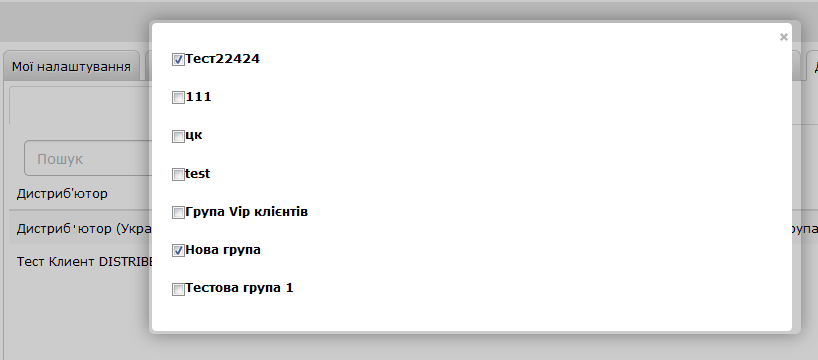 Мої налаштування
Тест22424
111
цк
test
Група Vip клієнтів
Нова група
Тестова група 1
Пошук
Дистриб'ютор
Дистриб'ютор (Укра
Тест Клиент DISTRIBE